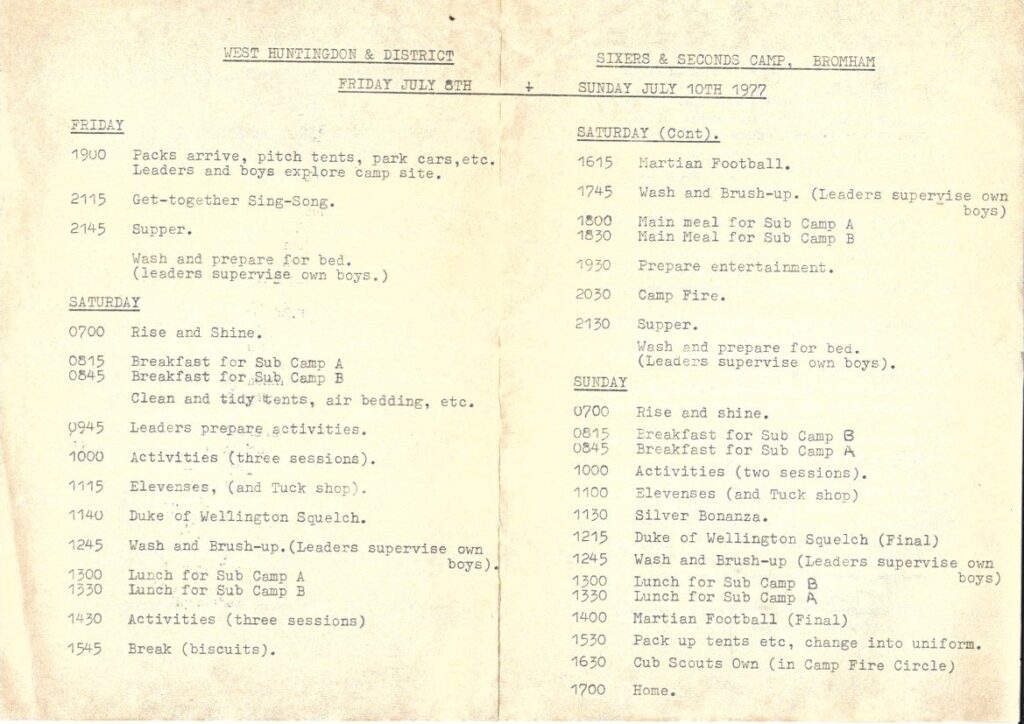 WEST HUNTINGDON & DISTRICT SIXERS & SECONDS CAMP, BROMHAM
FRIDAY JULY 8TH ÷ SUNDAY JULY 10TH 1977
FRIDAY
1900 Packs arrive, pitch tents, park cars,etc.
Leaders and boys explore camp site.
2115 Get-together Sing-Song.
2145 Supper.
Wash and prepare for bed.
(leaders supervise own boys.)
SATURDAY
0700 Rise and Shine.
0815 Breakfast for Sub Camp A
0845 Breakfast for Sub Camp B
Clean and tidy tents, air bedding, etc.
0945 Leaders prepare activities.
1000 Activities (three sessions).
1115 Elevenses, (and Tuck shop).
1140 Duke of Wellington Squelch.
1245 Wash and Brush-up.(Leaders supervise own
boys).
1300 Lunch for Sub Camp A
1330 Lunch for Sub Camp B
1430 Activities (three sessions)
1545 Break (biscuits).
SATURDAY (Cont).
1615 Martian Football.
1745 Wash and Brush-up. (Leaders supervise own
boys)
1800 Main meal for Sub Camp A
1830 Main Meal for Sub Camp B
1930 Prepare entertainment.
2030 Camp Fire.
2130 Supper.
Wash and prepare for bed.
(Leaders supervise own boys).
SUNDAY
0700 Rise and shine.
0815 Breakfast for Sub Camp B
0845 Breakfast for Sub Camp A
1000 Activities (two sessions).
1100 Elevenses (and Tuck shop)
1130 Silver Bonanza.
1215 Duke of Wellington Squelch (Final)
1245 Wash and Brush-up (Leaders supervise own
boys)
1300 Lunch for Sub Camp B
1330 Lunch for Sub Camp A
1400 Martian Football (Final)
1530 Pack up tents etc, change into uniform.
1630 Cub Scouts Own (in Camp Fire Circle)
1700 Home.